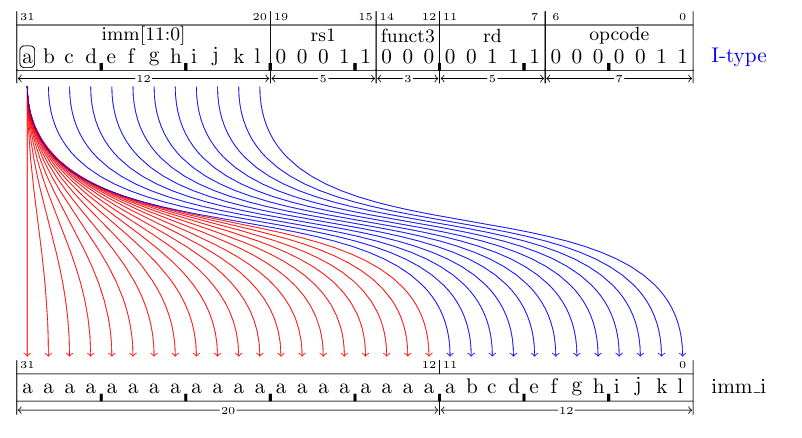 31 20 19 15 14 12 11 7 6 0
imm[11:0] rs1 funct3 rd opcode
a b c d e f g h i j k l 0 0 0 1 1 0 0 0 0 0 1 1 1 0 0 0 0 0 1 1 I-type
12 5 3 5 7
31 12 11 0
a a a a a a a a a a a a a a a a a a a a a b c d e f g h i j k l imm_i
20 12